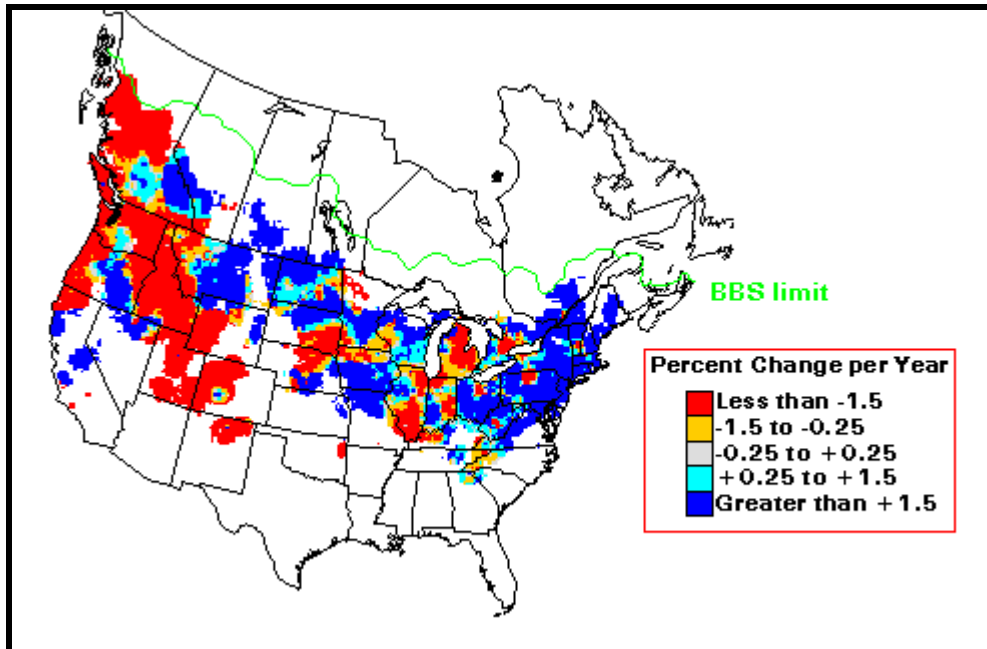 BBS limit
Percent Change per Year
Less than -1.5
-1.5 to -0.25
-0.25 to +0.25
+0.25 to +1.5
Greater than +1.5